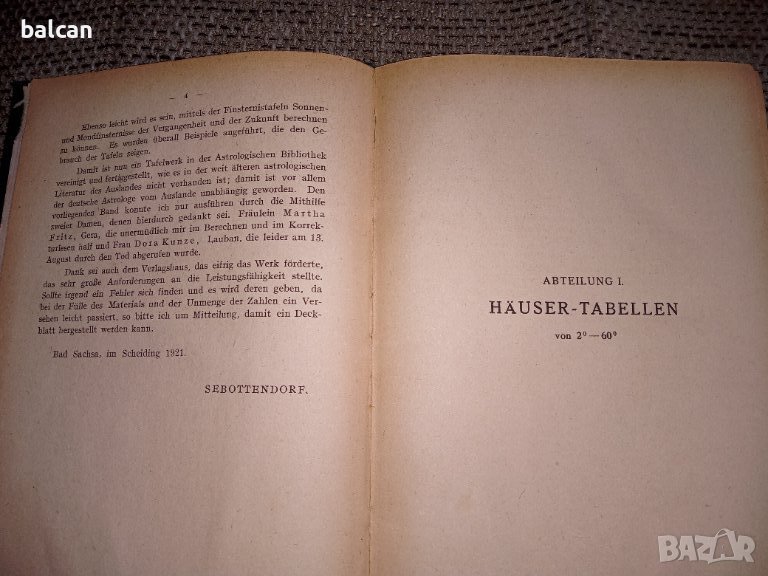 balcan
— 4 —
Ebenso leicht wird es sein, mittels der Finsternistafeln Sonnen-
und Mondfinsternisse der Vergangenheit und der Zukunft berechnen
zu können. Es wurden überall Beispiele angeführt, die den Ge-
brauch der Tafeln zeigen.
Damit ist nun ein Tafelwerk in der Astrologischen Bibliothek
vereinigt und fertiggestellt, wie es in der weit älteren astrologischen
Literatur des Auslandes nicht vorhanden ist; damit ist vor allem
der deutsche Astrologe vom Auslande unabhängig geworden. Den
vorliegenden Band konnte ich nur ausführen durch die Mithilfe
zweier Damen, denen hierdurch gedankt sei. Fräulein Martha
Fritz, Gera, die unermüdlich mir im Berechnen und im Korrek-
turlesen half und Frau Dora Kunze, Lauban, die leider am 13.
August durch den Tod abgerufen wurde.
Dank sei auch dem Verlagshaus, das eifrig das Werk förderte,
das sehr große Anforderungen an die Leistungsfähigkeit stellte.
Sollte irgend ein Fehler sich finden und es wird deren geben, da
bei der Fülle des Materials und der Unmenge der Zahlen ein Ver-
sehen leicht passiert, so bitte ich um Mitteilung, damit ein Deck-
blatt hergestellt werden kann.
Bad Sachsa, im Scheiding 1921.
SEBOTTENDORF.
ABTEILUNG I.
HÄUSER-TABELLEN
von 2°—60°
BAZAR